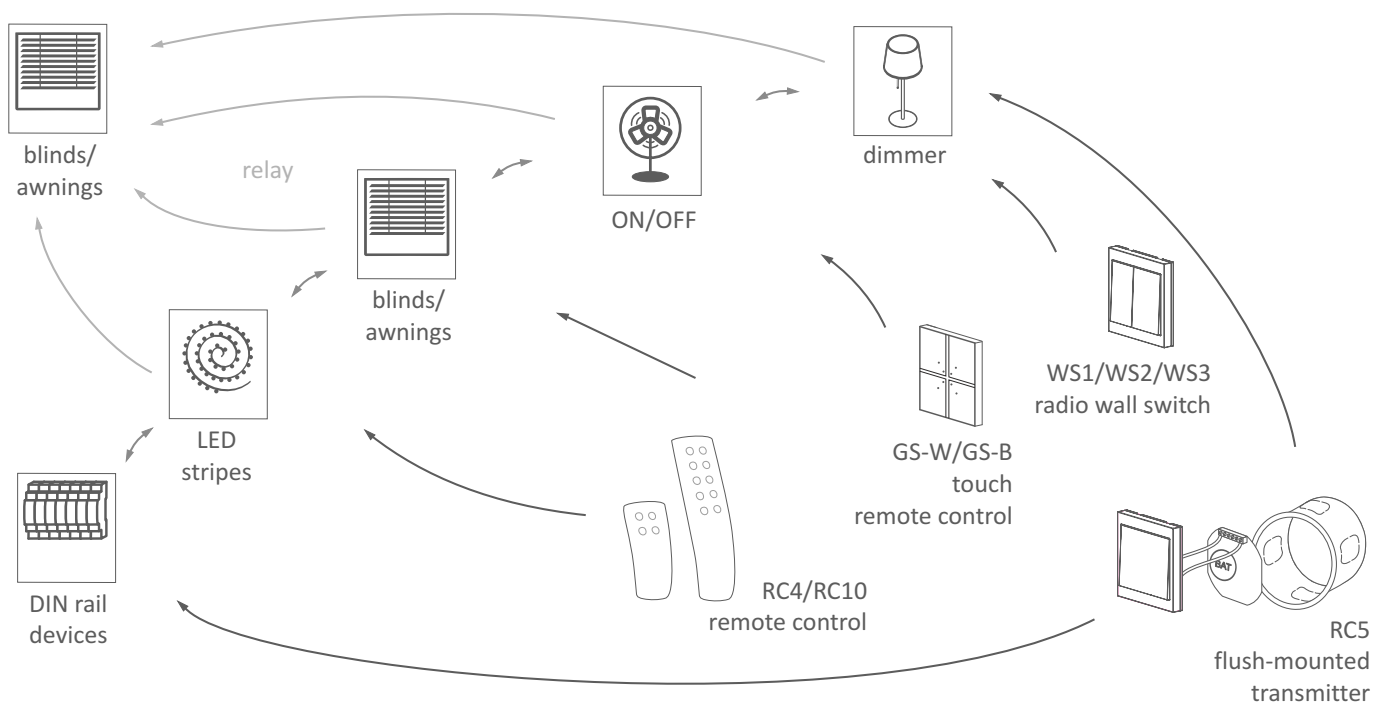 blinds/
awnings
relay
dimmer
ON/OFF
blinds/
awnings
LED
stripes
WS1/WS2/WS3
radio wall switch
GS-W/GS-B
touch
remote control
DIN rail
devices
RC4/RC10
remote control
BAT
RC5
flush-mounted
transmitter